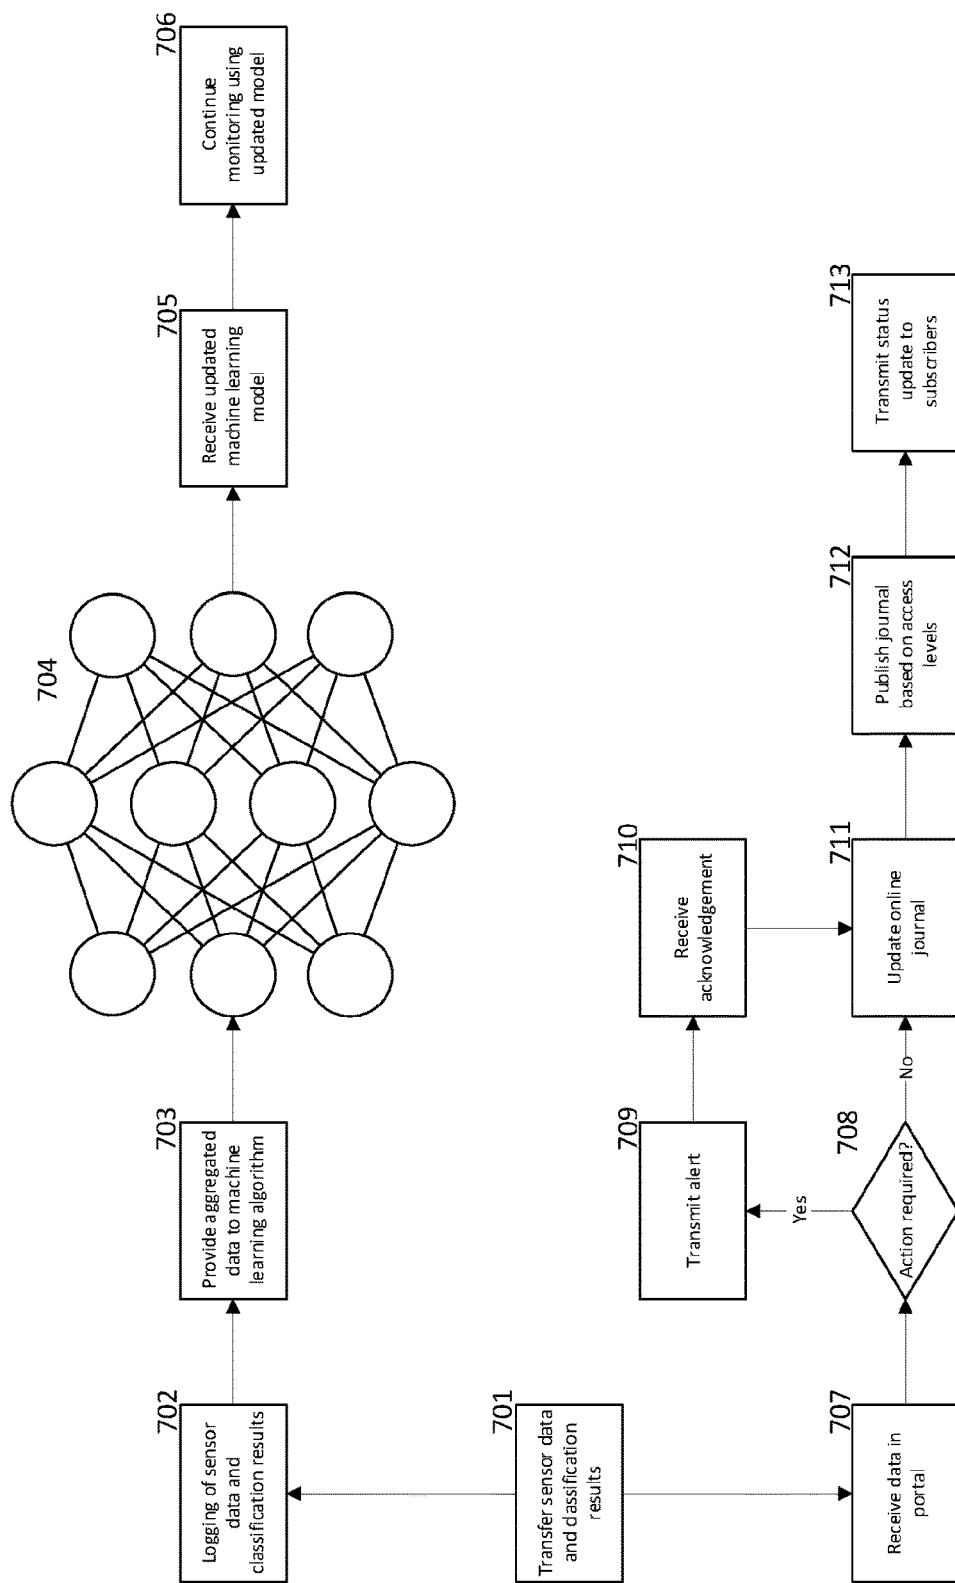 702
Logging of sensor
data and
classification results
703
Provide aggregated
data to machine
learning algorithm
704
705
Receive updated
machine learning
model
706
Continue
monitoring using
updated model
701
Transfer sensor data
and classification
results
709
Transmit alert
710
Receive
acknowledgement
Yes
707
Receive data in
portal
708
Action required?
No
711
Update online
journal
712
Publish journal
based on access
levels
713
Transmit status
update to
subscribers